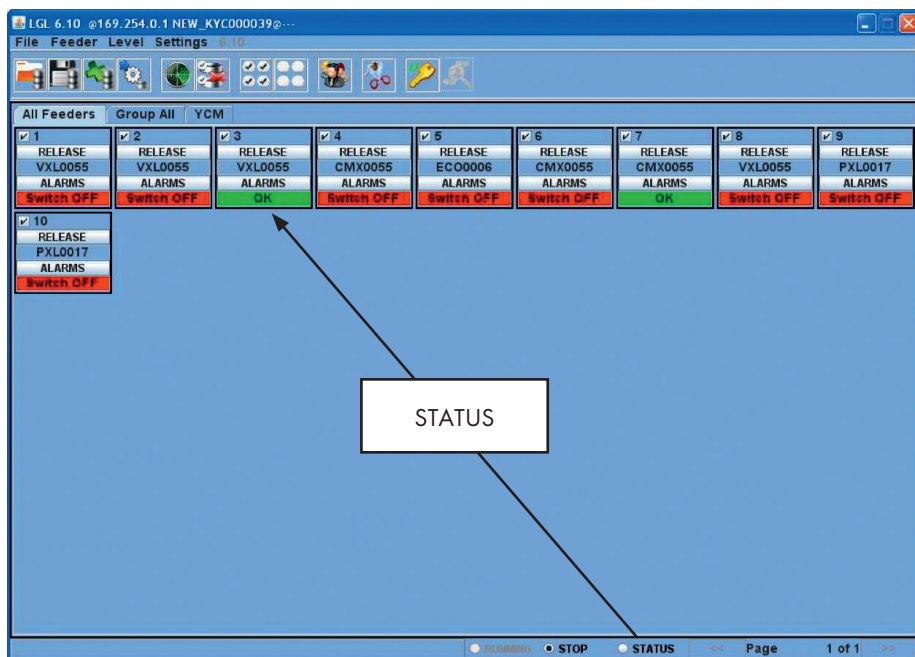 LGL 6.10 @169.254.0.1 NEW_KYC000039@---
File Feeder Level Settings 6.10
All Feeders Group All YCM
1 2 3 4 5 6 7 8 9
RELEASE RELEASE RELEASE RELEASE RELEASE RELEASE RELEASE RELEASE RELEASE
VXL0055 VXL0055 VXL0055 CMX0055 ECO0006 CMX0055 CMX0055 VXL0055 PXL0017
ALARMS ALARMS ALARMS ALARMS ALARMS ALARMS ALARMS ALARMS ALARMS
Switch OFF Switch OFF OK Switch OFF Switch OFF Switch OFF OK Switch OFF Switch OFF
10
RELEASE
PXL0017
ALARMS
Switch OFF
STATUS
RUNNING STOP STATUS << Page 1 of 1 >>